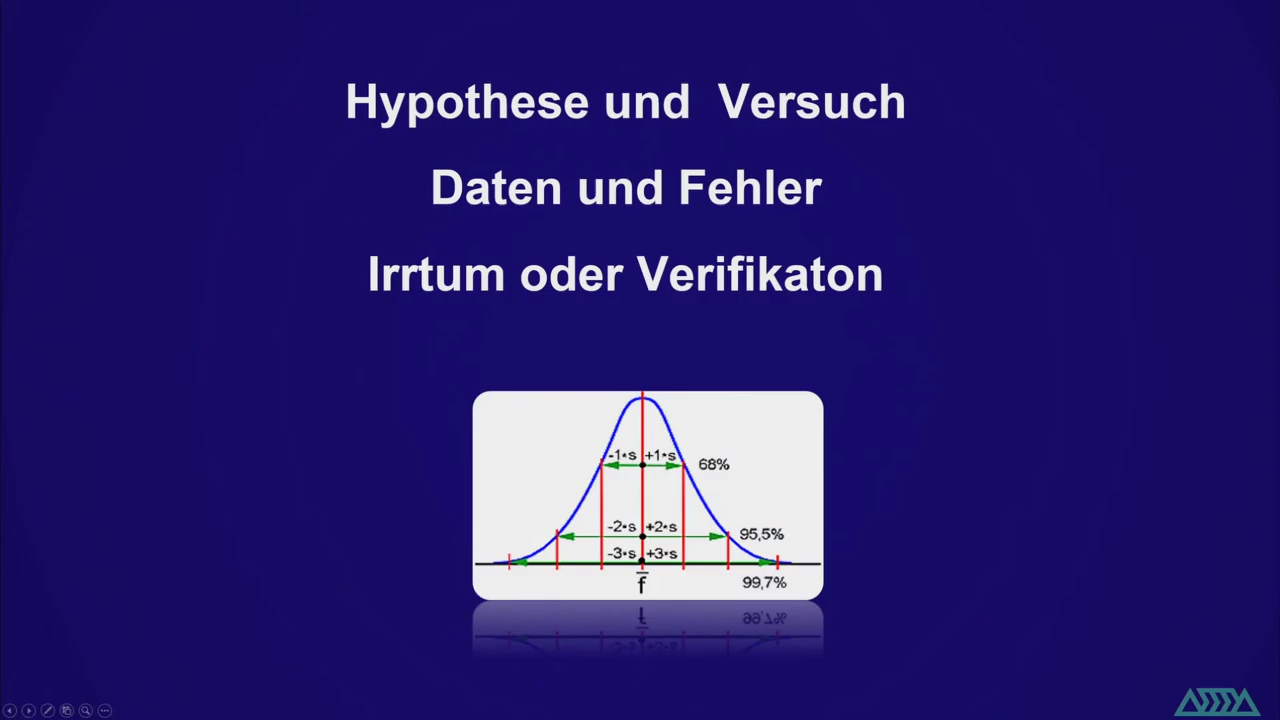 Hypothese und Versuch
Daten und Fehler
Irrtum oder Verifikaton
-1•s +1•s 68%
-2•s +2•s 95,5%
-3•s +3•s
f̅ 99,7%